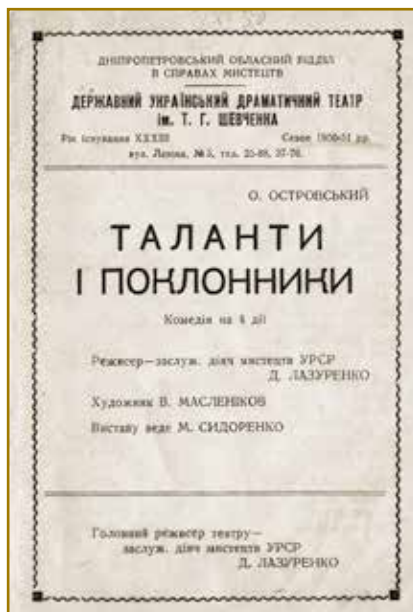 ДНІПРОПЕТРОВСЬКИЙ ОБЛАСНИЙ ВІДДІЛ
В СПРАВАХ МИСТЕЦТВ
ДЕРЖАВНИЙ УКРАЇНСЬКИЙ ДРАМАТИЧНИЙ ТЕАТР
ім. Т. Г. ШЕВЧЕНКА
Рік існування XXXIII Сезон 1950-51 рр.
вул. Леніна, №5, тел.
О. ОСТРОВСЬКИЙ
ТАЛАНТИ
І ПОКЛОННИКИ
Комедія на 4 дії
Режисер—заслуж. діяч мистецтв УРСР
Д. ЛАЗУРЕНКО
Художник В. МАСЛЕНІКОВ
Виставу веде М. СИДОРЕНКО
Головний режисер театру—
заслуж. діяч мистецтв УРСР
Д. ЛАЗУРЕНКО